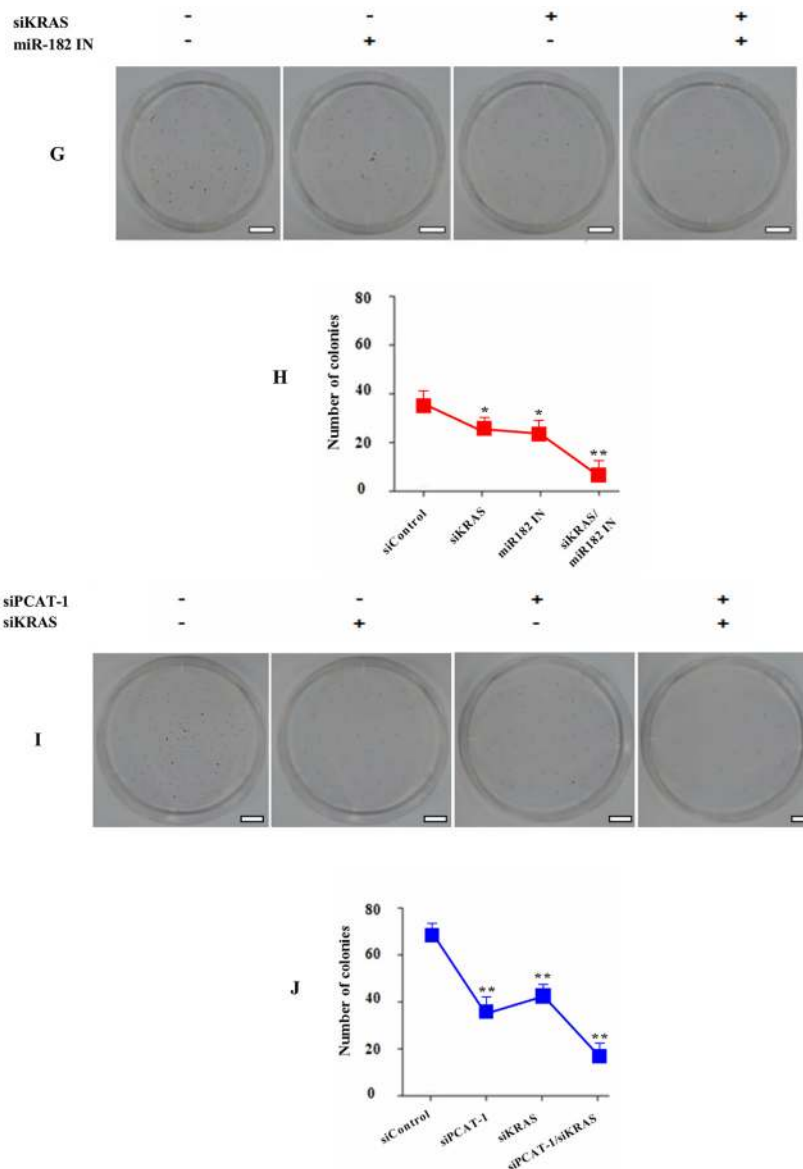 siKRAS - - + +
miR-182 IN - + - +
G
H
Number of colonies
80
60
40
20
0
* * **
siControl
siKRAS
miR182 IN
siKRAS/
miR182 IN
siPCAT-1 - - + +
siKRAS - + - +
I
J
Number of colonies
80
60
40
20
0
** ** **
siControl
siPCAT-1
siKRAS
siPCAT-1/siKRAS